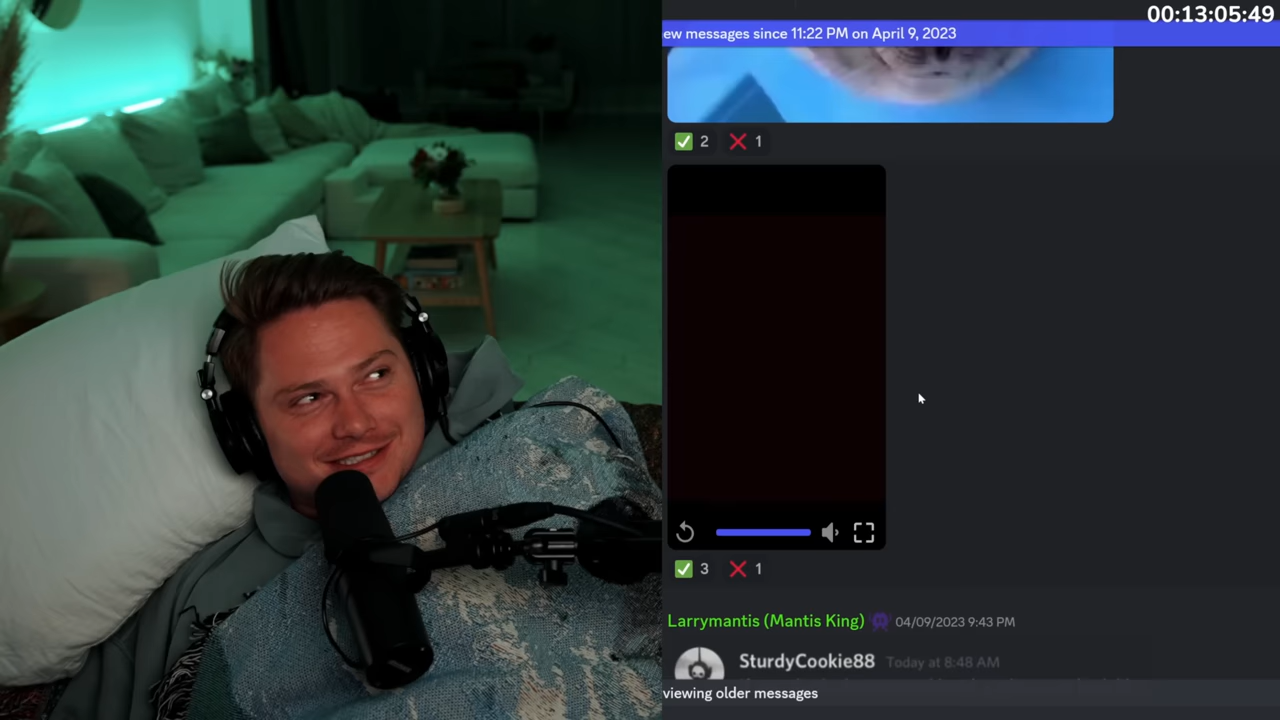 00:13:05:49
ew messages since 11:22 PM on April 9, 2023
2
1
3
1
Larrymantis (Mantis King) 04/09/2023 9:43 PM
SturdyCookie88 Today at 8:48 AM
viewing older messages